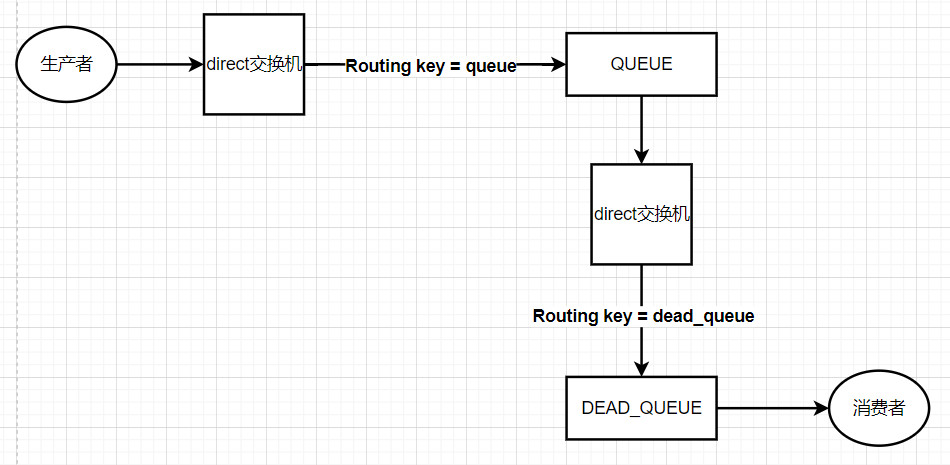 生产者
direct交换机
Routing key = queue
QUEUE
direct交换机
Routing key = dead_queue
DEAD_QUEUE
消费者